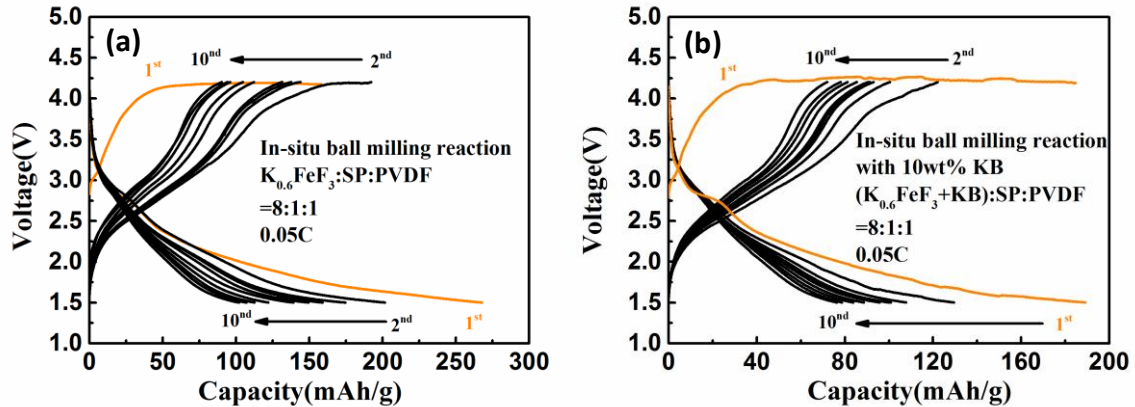 (a)
5.0
4.5
4.0
3.5
3.0
2.5
2.0
1.5
1.0
Voltage(V)
1st
10nd
2nd
In-situ ball milling reaction
K0.6FeF3:SP:PVDF
=8:1:1
0.05C
10nd
2nd
1st
0 50 100 150 200 250 300
Capacity(mAh/g)
(b)
5.0
4.5
4.0
3.5
3.0
2.5
2.0
1.5
1.0
Voltage(V)
1st
10nd
2nd
In-situ ball milling reaction
with 10wt% KB
(K0.6FeF3+KB):SP:PVDF
=8:1:1
0.05C
10nd
1st
0 40 80 120 160 200
Capacity(mAh/g)